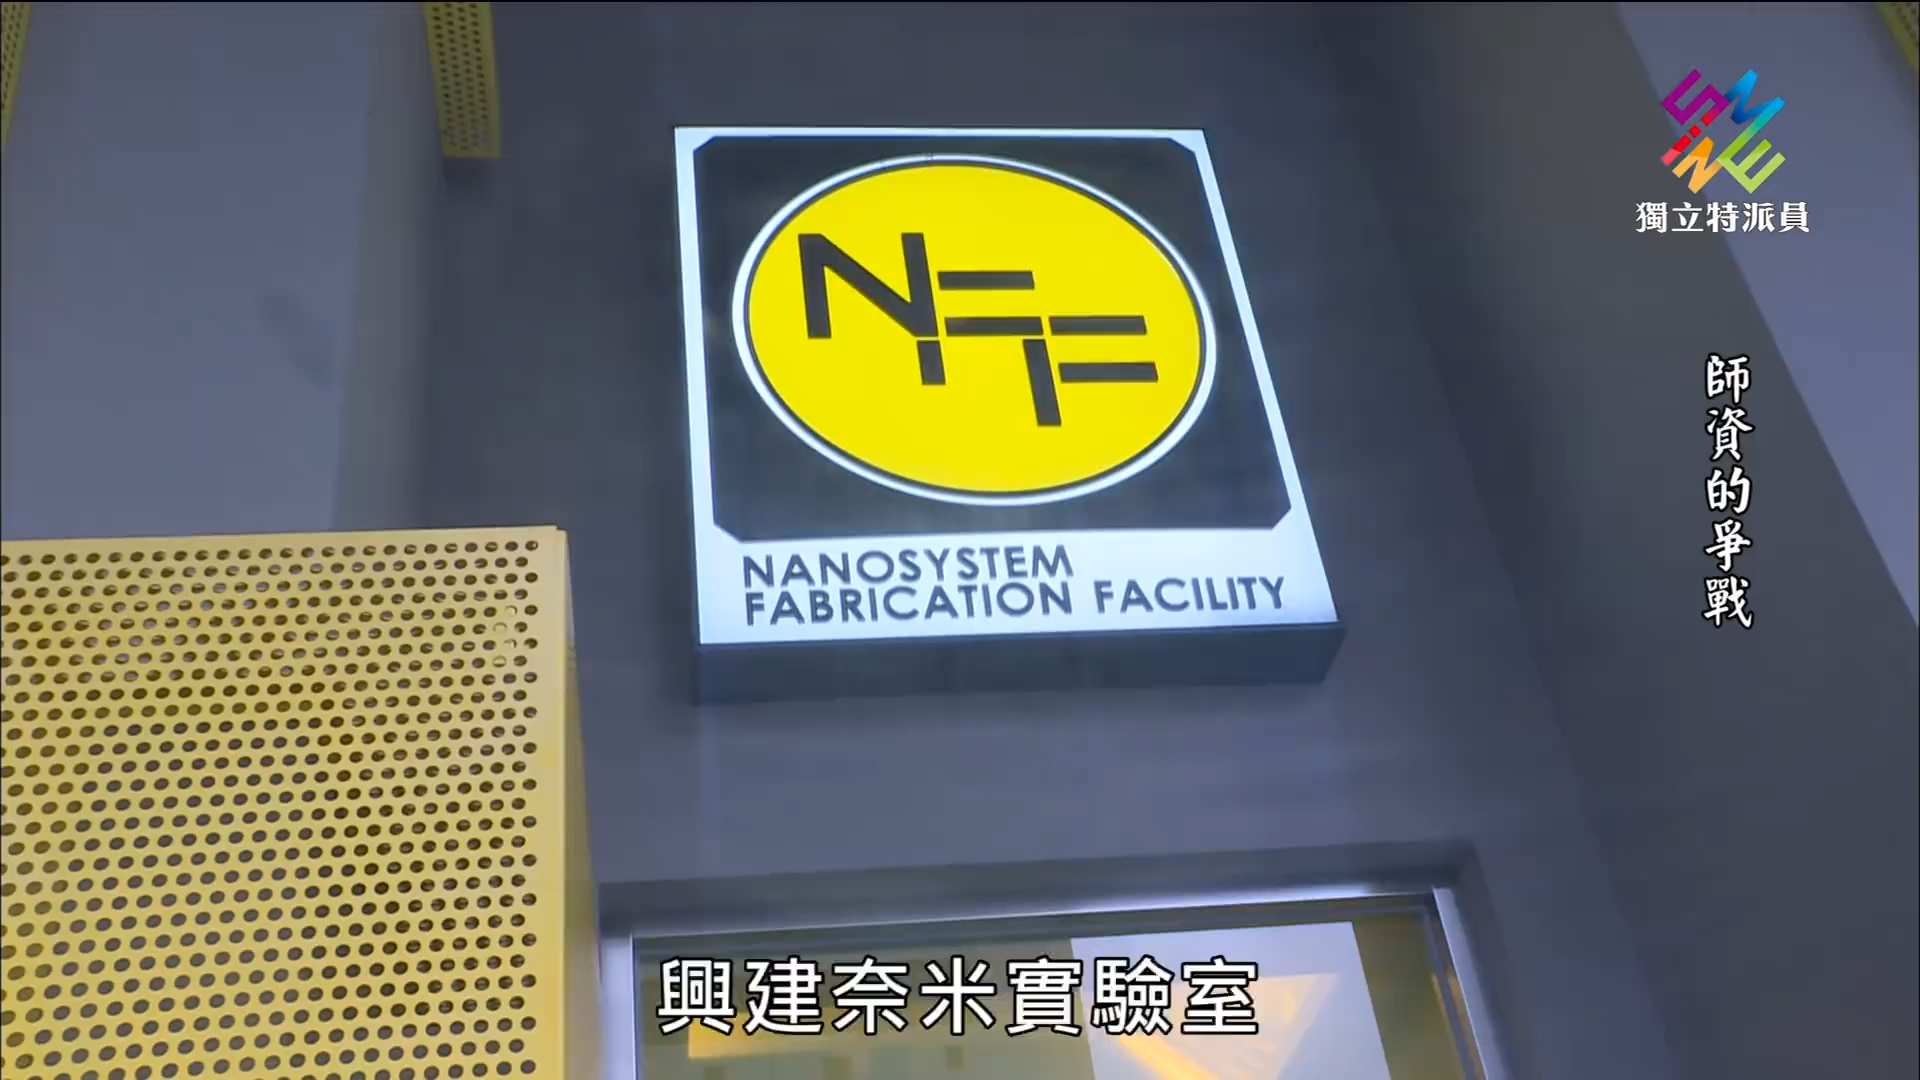 SINE
獨立特派員
師資的爭戰
NFF
NANOSYSTEM
FABRICATION FACILITY
興建奈米實驗室